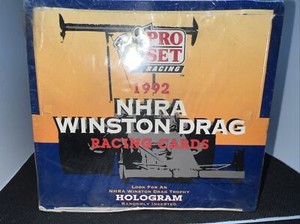 PRO
SET
RACING
1992
NHRA
WINSTON DRAG
RACING CARDS
LOOK FOR AN
NHRA WINSTON DRAG TROPHY
HOLOGRAM
RANDOMLY INSERTED